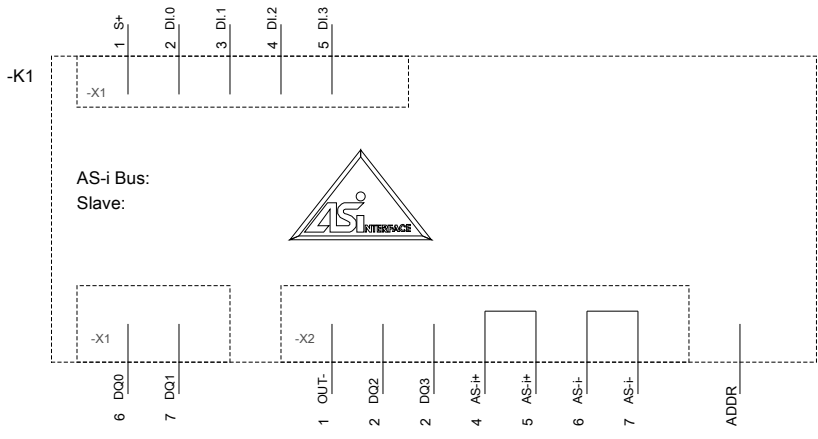 1 S+
2 DI.0
3 DI.1
4 DI.2
5 DI.3
-K1
-X1
AS-i Bus:
Slave:
ASi INTERFACE
-X1
-X2
6 DQ0
7 DQ1
1 OUT-
2 DQ2
2 DQ3
4 AS-i+
5 AS-i+
6 AS-i-
7 AS-i-
ADDR